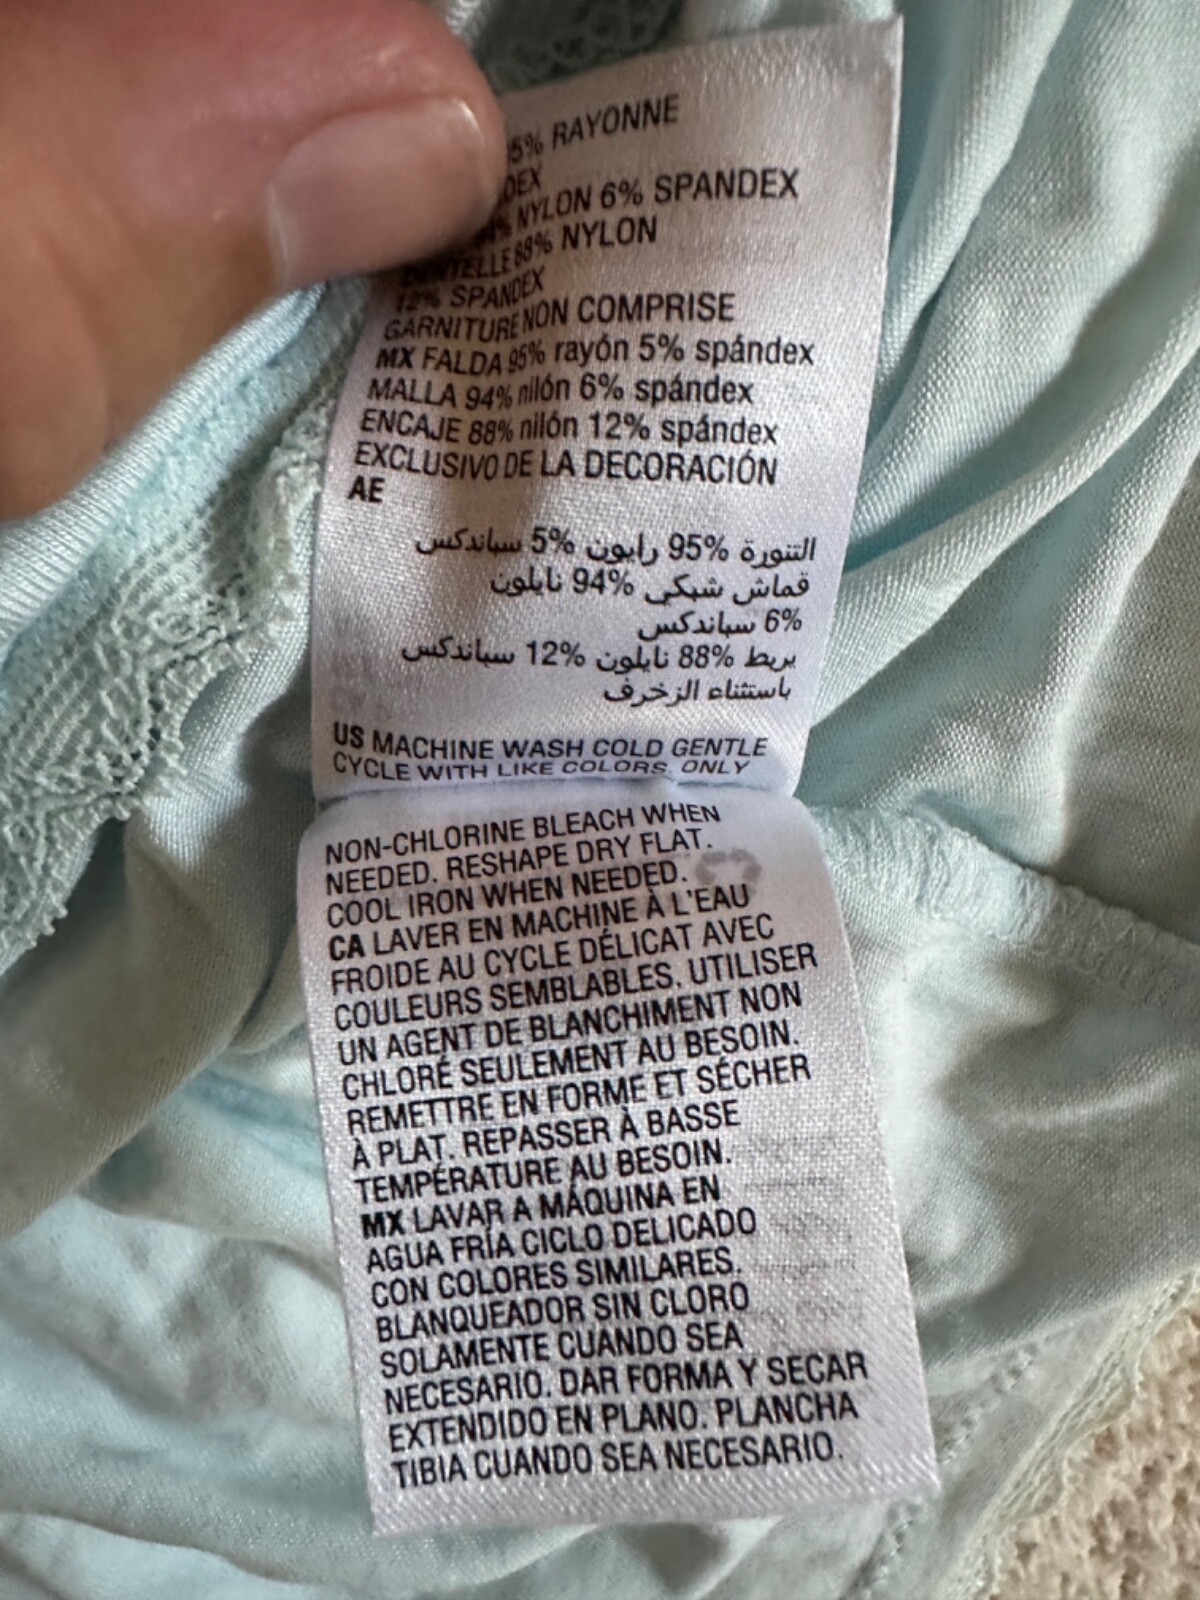 5% RAYONNE
DEX
94% NYLON 6% SPANDEX
DENTELLE 88% NYLON
12% SPANDEX
GARNITURE NON COMPRISE
MX FALDA 95% rayón 5% spándex
MALLA 94% nilón 6% spándex
ENCAJE 88% nilón 12% spándex
EXCLUSIVO DE LA DECORACIÓN
AE
التنورة %95 رايون %5 سباندكس
قماش شبكي %94 نايلون
%6 سباندكس
بريط %88 نايلون %12 سباندكس
باستثناء الزخرف
US MACHINE WASH COLD GENTLE
CYCLE WITH LIKE COLORS. ONLY
NON-CHLORINE BLEACH WHEN
NEEDED. RESHAPE DRY FLAT.
COOL IRON WHEN NEEDED.
CA LAVER EN MACHINE À L'EAU
FROIDE AU CYCLE DÉLICAT AVEC
COULEURS SEMBLABLES. UTILISER
UN AGENT DE BLANCHIMENT NON
CHLORÉ SEULEMENT AU BESOIN.
REMETTRE EN FORME ET SÉCHER
À PLAT. REPASSER À BASSE
TEMPÉRATURE AU BESOIN.
MX LAVAR A MÁQUINA EN
AGUA FRÍA CICLO DELICADO
CON COLORES SIMILARES.
BLANQUEADOR SIN CLORO
SOLAMENTE CUANDO SEA
NECESARIO. DAR FORMA Y SECAR
EXTENDIDO EN PLANO. PLANCHA
TIBIA CUANDO SEA NECESARIO.